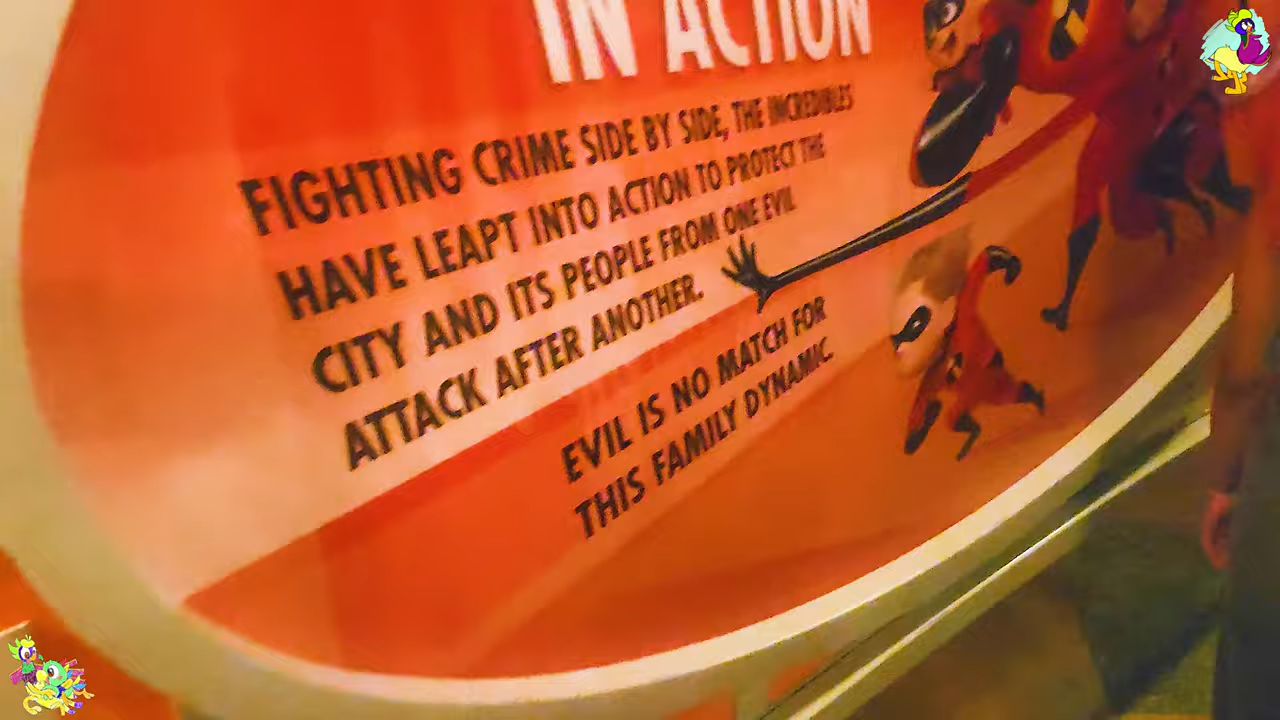 IN ACTION
FIGHTING CRIME SIDE BY SIDE, THE INCREDIBLES
HAVE LEAPT INTO ACTION TO PROTECT THE
CITY AND ITS PEOPLE FROM ONE EVIL
ATTACK AFTER ANOTHER.
EVIL IS NO MATCH FOR
THIS FAMILY DYNAMIC.